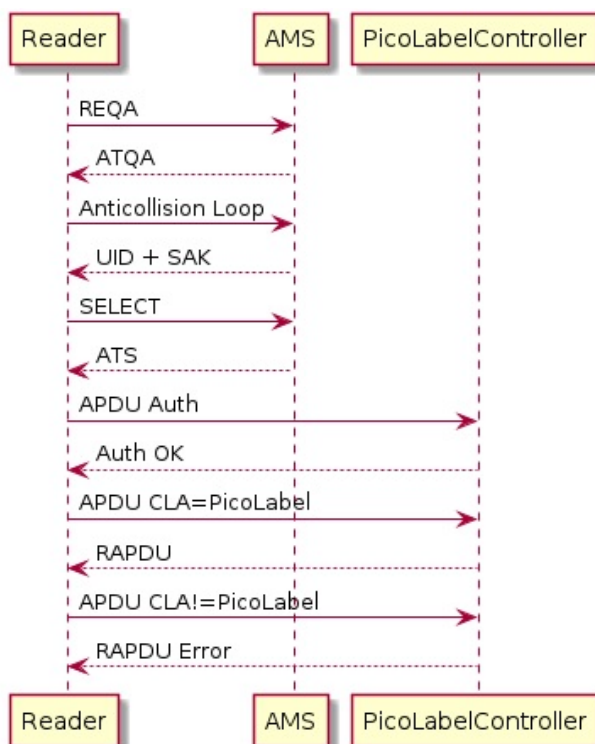 Reader AMS PicoLabelController
REQA
ATQA
Anticollision Loop
UID + SAK
SELECT
ATS
APDU Auth
Auth OK
APDU CLA=PicoLabel
RAPDU
APDU CLA!=PicoLabel
RAPDU Error
Reader AMS PicoLabelController